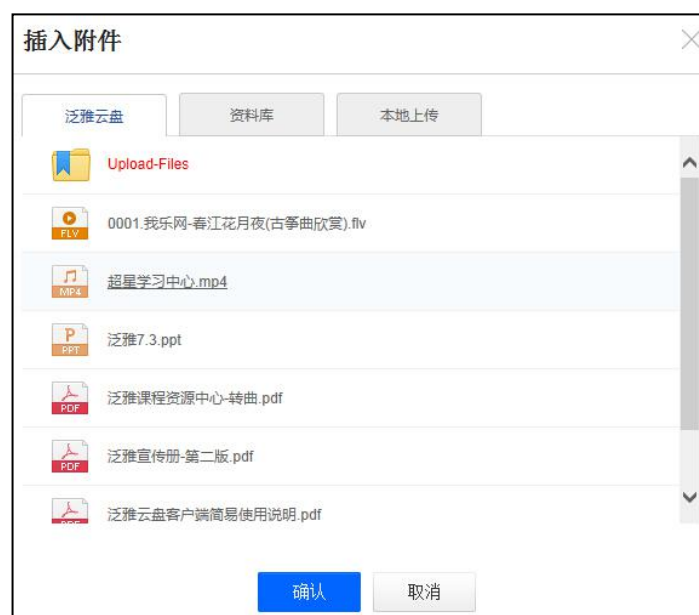 插入附件
泛雅云盘 资料库 本地上传
Upload-Files
FLV 0001.我乐网-春江花月夜(古筝曲欣赏).flv
MP4 超星学习中心.mp4
P PPT 泛雅7.3.ppt
PDF 泛雅课程资源中心-转曲.pdf
PDF 泛雅宣传册-第二版.pdf
PDF 泛雅云盘客户端简易使用说明.pdf
确认 取消